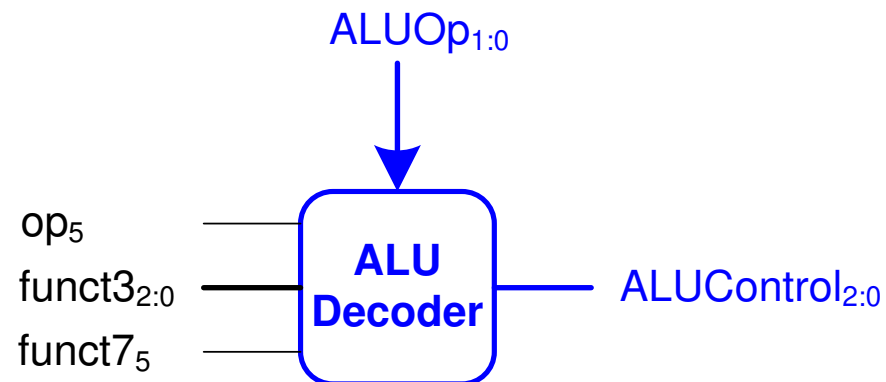 ALUOp1:0
op5
funct32:0
funct75
ALU
Decoder
ALUControl2:0